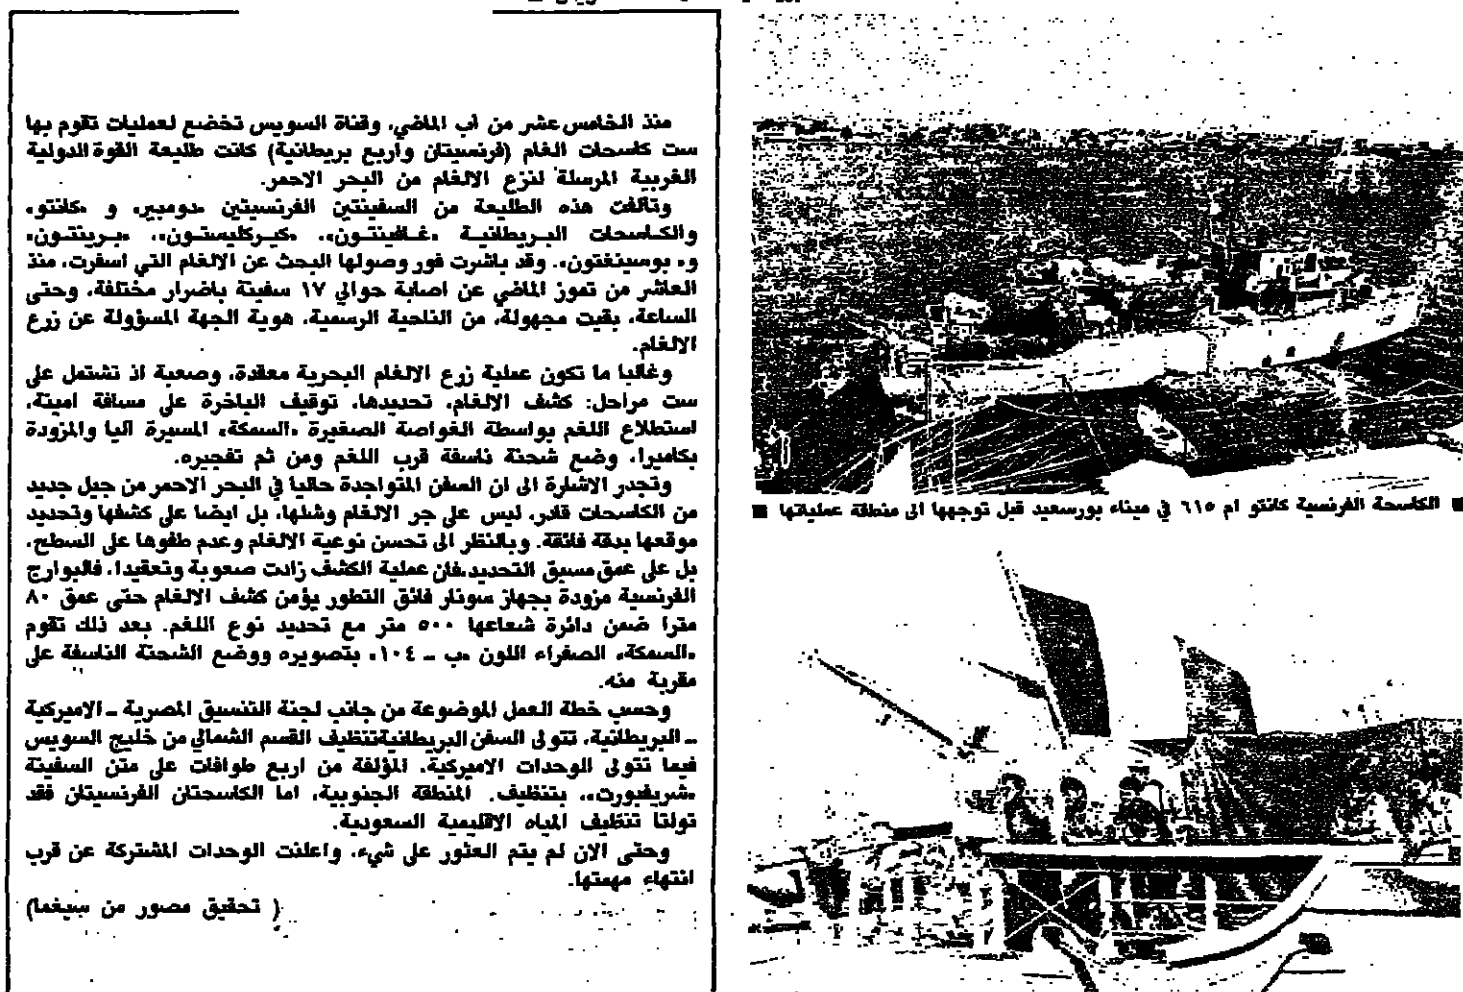 ■ الكاسحة الفرنسية كانتو ام ٦١٥ في ميناء بورسعيد قبل توجهها الى منطقة عملياتها ■
منذ الخامس عشر من اب الماضي، وقناة السويس تخضع لعمليات تقوم بها
ست كاسحات الغام (فرنسيتان واربع بريطانية) كانت طليعة القوة الدولية
الغربية المرسلة لنزع الالغام من البحر الاحمر.
وتالفت هذه الطليعة من السفينتين الفرنسيتين «دومبير» و «كانتو»
والكاسحات البريطانية «غافينتون»، «كيركليستون»، «برينتون»
و« بوسينغتون». وقد باشرت فور وصولها البحث عن الالغام التي اسفرت، منذ
العاشر من تموز الماضي عن اصابة حوالي ١٧ سفينة باضرار مختلفة، وحتى
الساعة، بقيت مجهولة، من الناحية الرسمية، هوية الجهة المسؤولة عن زرع
الالغام.
وغالبا ما تكون عملية زرع الالغام البحرية معقدة، وصعبة اذ تشتمل على
ست مراحل: كشف الالغام، تحديدها، توقيف الباخرة على مسافة امينة،
استطلاع اللغم بواسطة الغواصة الصغيرة «السمكة» المسيرة آليا والمزودة
بكاميرا، وضع شحنة ناسفة قرب اللغم ومن ثم تفجيره.
وتجدر الاشارة الى ان السفن المتواجدة حاليا في البحر الاحمر من جيل جديد
من الكاسحات قادر، ليس على جر الالغام وشلها، بل ايضا على كشفها وتحديد
موقعها بدقة فائقة. وبالنظر الى تحسن نوعية الالغام وعدم طفوها على السطح،
بل على عمق مسبق التحديد،فان عملية الكشف زادت صعوبة وتعقيدا، فالبوارج
الفرنسية مزودة بجهاز سونار فائق التطور يؤمن كشف الالغام حتى عمق ٨٠
مترا ضمن دائرة شعاعها ٥٠٠ متر مع تحديد نوع اللغم. بعد ذلك تقوم
«السمكة» الصفراء اللون «ب ــ ١٠٤» بتصويره ووضع الشحنة الناسفة على
مقربة منه.
وحسب خطة العمل الموضوعة من جانب لجنة التنسيق المصرية ــ الاميركية
ــ البريطانية، تتولى السفن البريطانيةتنظيف القسم الشمالي من خليج السويس
فيما تتولى الوحدات الاميركية، المؤلفة من اربع طوافات على متن السفينة
«شريفبورت»، بتنظيف. المنطقة الجنوبية، اما الكاسحتان الفرنسيتان فقد
تولتا تنظيف المياه الاقليمية السعودية.
وحتى الان لم يتم العثور على شيء، واعلنت الوحدات المشتركة عن قرب
انتهاء مهمتها.
( تحقيق مصور من سيغما)